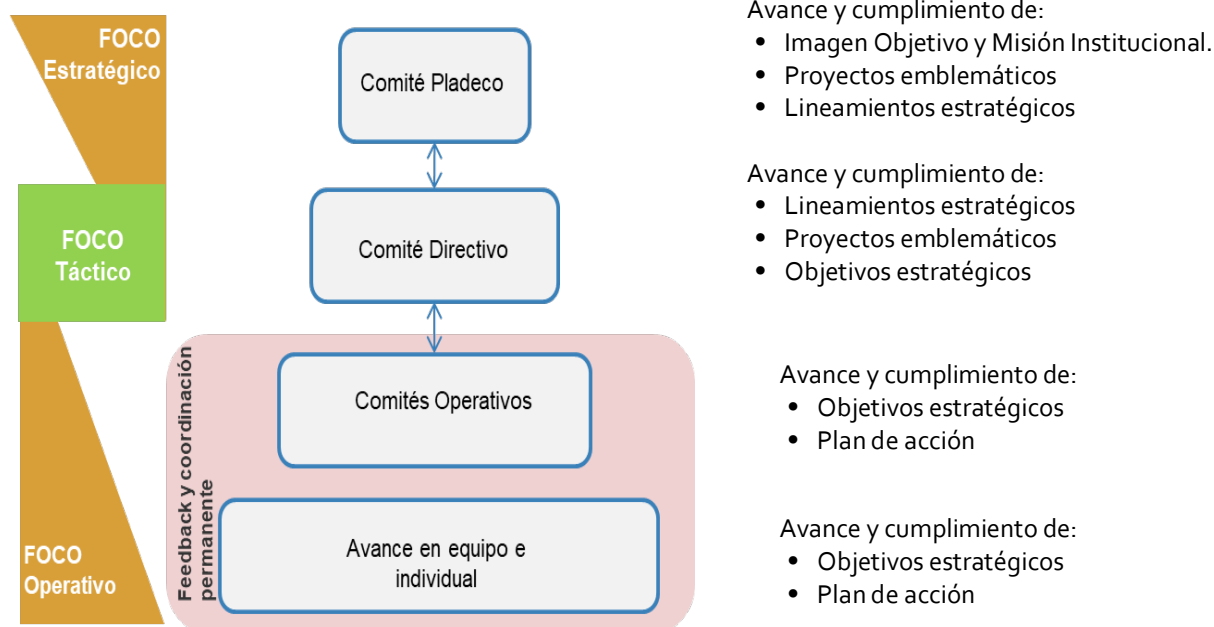 FOCO
Estratégico
Comité Pladeco
Avance y cumplimiento de:
• Imagen Objetivo y Misión Institucional.
• Proyectos emblemáticos
• Lineamientos estratégicos
FOCO
Táctico
Comité Directivo
Avance y cumplimiento de:
• Lineamientos estratégicos
• Proyectos emblemáticos
• Objetivos estratégicos
FOCO
Operativo
Feedback y coordinación
permanente
Comités Operativos
Avance y cumplimiento de:
• Objetivos estratégicos
• Plan de acción
Avance en equipo e
individual
Avance y cumplimiento de:
• Objetivos estratégicos
• Plan de acción